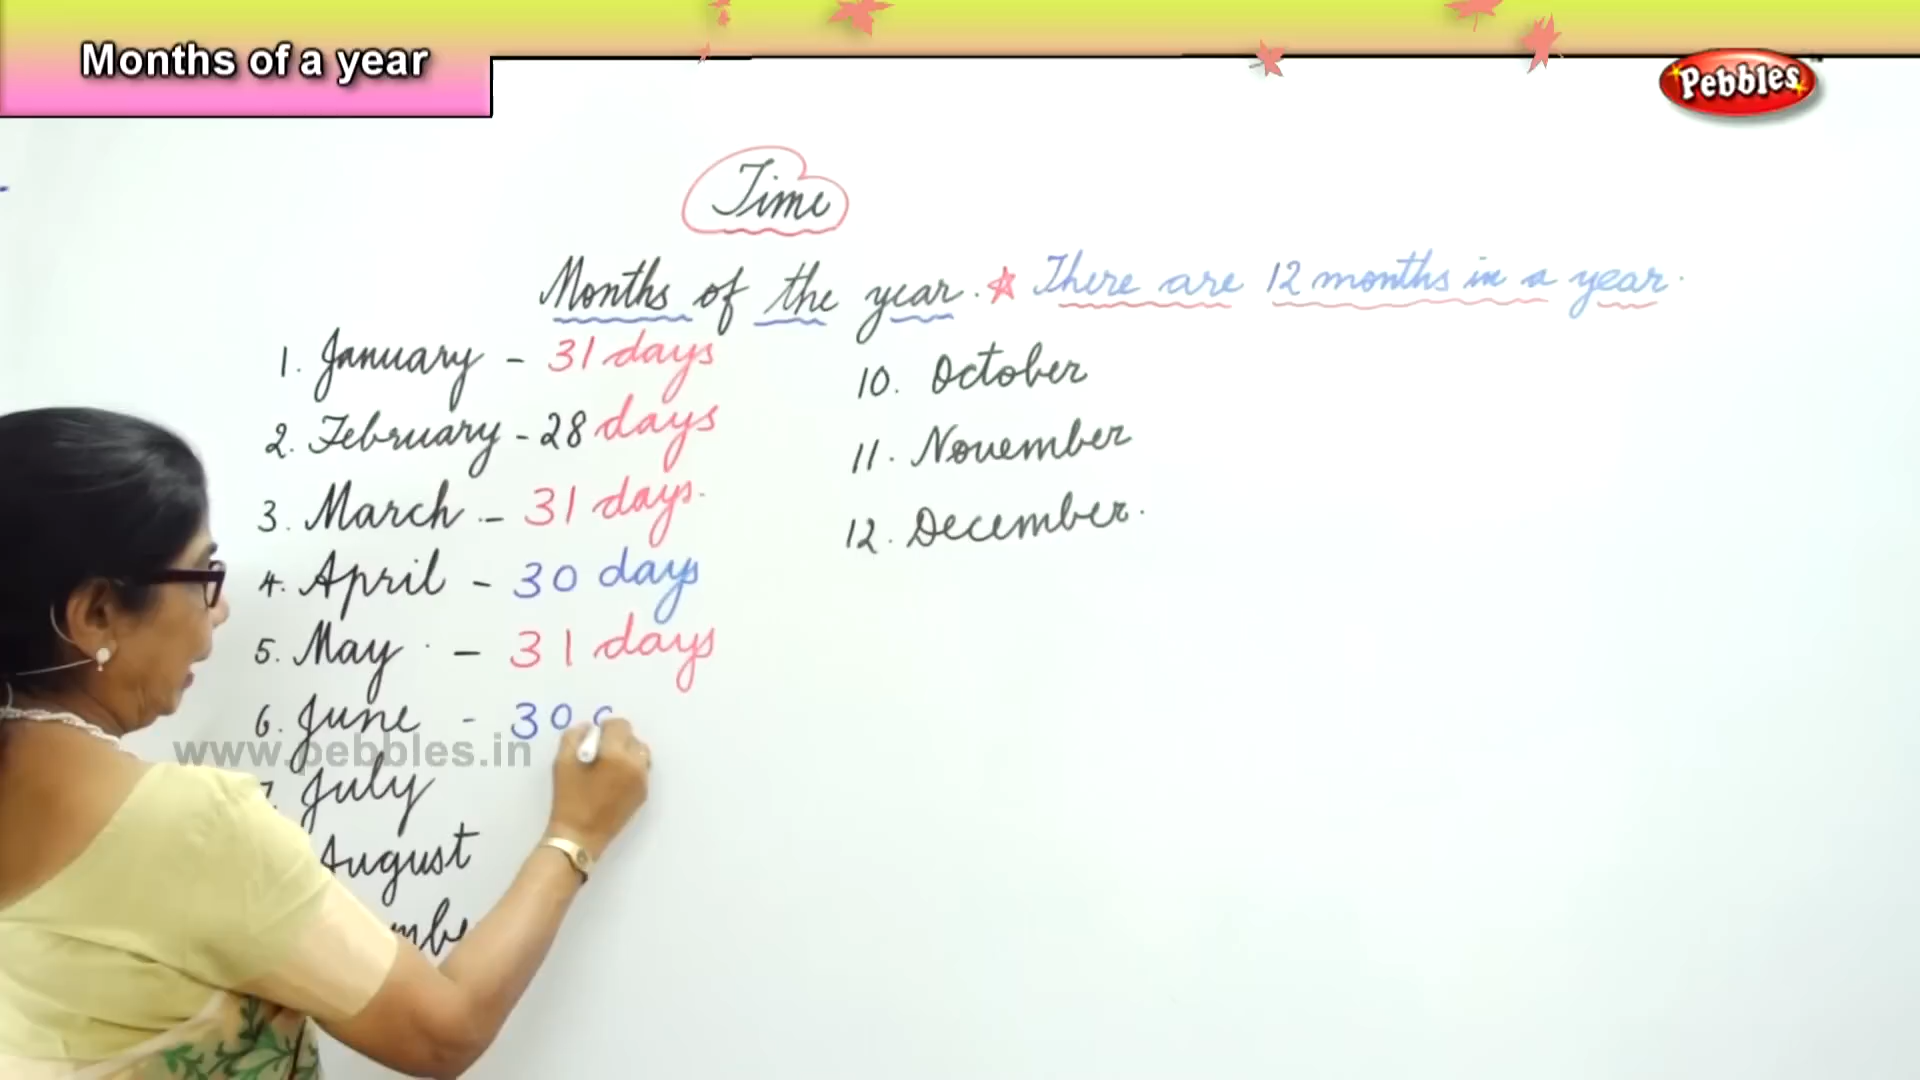 Months of a year
Pebbles
Time
Months of the year. There are 12 months in a year.
1. January - 31 days
2. February - 28 days
3. March - 31 days.
4. April - 30 days
5. May - 31 days
6. June - 30
www.pebbles.in
7. July
August
10. October
11. November
12. December.